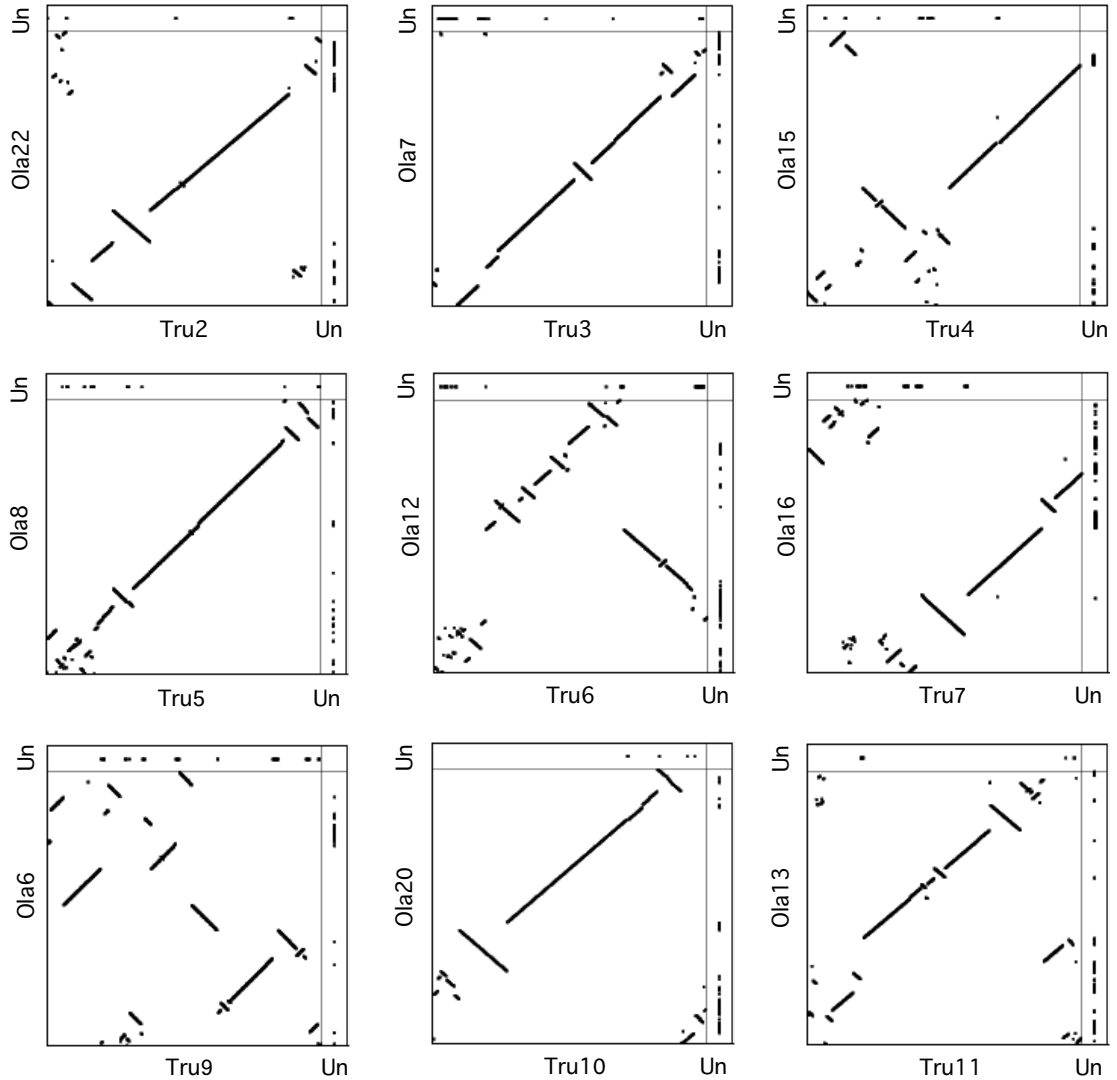 Un
Ola22
Tru2
Un
Un
Ola7
Tru3
Un
Un
Ola15
Tru4
Un
Un
Ola8
Tru5
Un
Un
Ola12
Tru6
Un
Un
Ola16
Tru7
Un
Un
Ola6
Tru9
Un
Un
Ola20
Tru10
Un
Un
Ola13
Tru11
Un